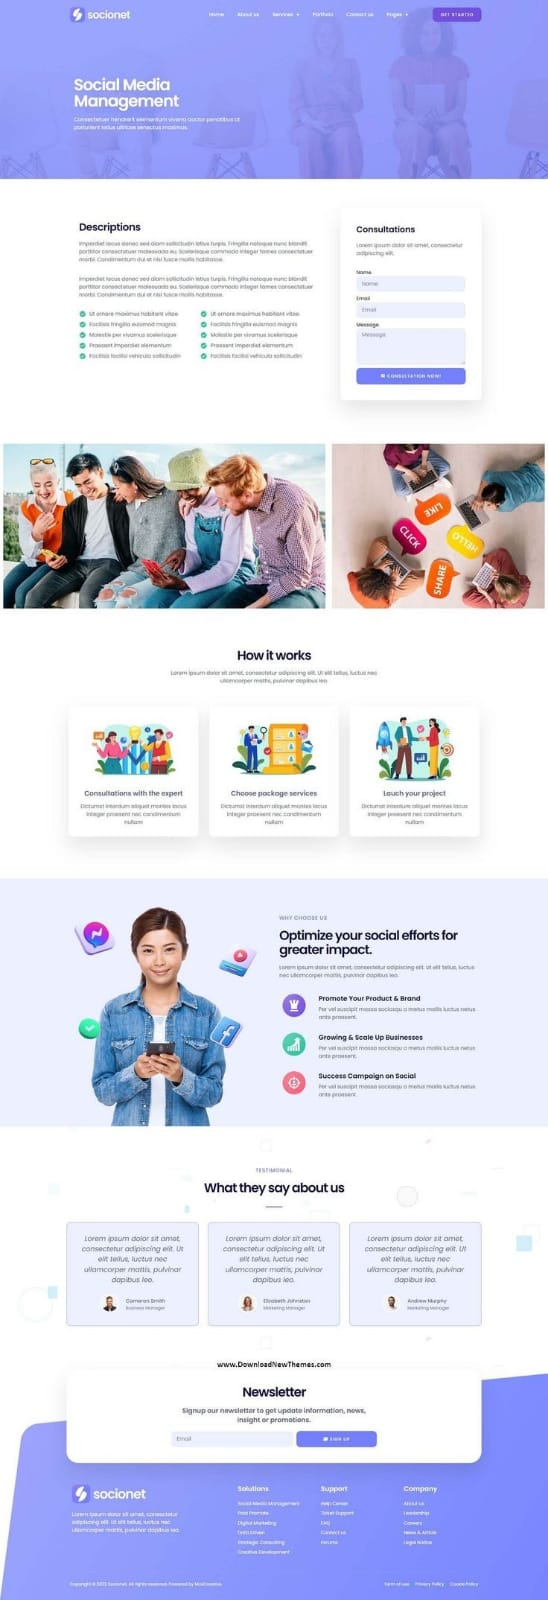 socionet
Home About us Services Portfolio Contact us Pages
GET STARTED
Social Media
Management
Consectetuer hendrerit elementum viverra auctor penatibus at
parturient tellus ultrices senectus maximus.
Descriptions
Imperdiet lacus donec sed diam sollicitudin latius turpis. Fringilla natoque nunc blandit
porttitor consectetuer malesuada eu. Scelerisque commodo integer fames consectetuer
morbi. Condimentum dui et nisi fusce mollis habitasse.
Imperdiet lacus donec sed diam sollicitudin latius turpis. Fringilla natoque nunc blandit
porttitor consectetuer malesuada eu. Scelerisque commodo integer fames consectetuer
morbi. Condimentum dui et nisi fusce mollis habitasse.
Ut ornare maximus habitant vitae
Facilisis fringilla euismod magnis
Molestie per vivamus scelerisque
Praesent imperdiet elementum
Facilisis facilisi vehicula sollicitudin
Ut ornare maximus habitant vitae
Facilisis fringilla euismod magnis
Molestie per vivamus scelerisque
Praesent imperdiet elementum
Facilisis facilisi vehicula sollicitudin
Consultations
Lorem ipsum dolor sit amet, consectetur
adipiscing elit.
Name
Name
Email
Email
Message
Message
CONSULTATION NOW!
LIKE
CLICK
HELLO
SHARE
How it works
Lorem ipsum dolor sit amet, consectetur adipiscing elit. Ut elit tellus, luctus nec
ullamcorper mattis, pulvinar dapibus leo.
Consultations with the expert
Dictumst interdum aliquet montes lacus
integer praesent nec condimentum
nullam
Choose package services
Dictumst interdum aliquet montes lacus
integer praesent nec condimentum
nullam
Lauch your project
Dictumst interdum aliquet montes lacus
integer praesent nec condimentum
nullam
WHY CHOOSE US
Optimize your social efforts for
greater impact.
Lorem ipsum dolor sit amet, consectetur adipiscing elit. Ut elit tellus, luctus
nec ullamcorper mattis, pulvinar dapibus leo.
Promote Your Product & Brand
Per vel suscipit massa sociosqu a metus mollis luctus netus
ante praesent.
Growing & Scale Up Businesses
Per vel suscipit massa sociosqu a metus mollis luctus netus
ante praesent.
Success Campaign on Social
Per vel suscipit massa sociosqu a metus mollis luctus netus
ante praesent.
TESTIMONIAL
What they say about us
Lorem ipsum dolor sit amet,
consectetur adipiscing elit. Ut
elit tellus, luctus nec
ullamcorper mattis, pulvinar
dapibus leo.
Cameron Smith
Business Manager
Lorem ipsum dolor sit amet,
consectetur adipiscing elit. Ut
elit tellus, luctus nec
ullamcorper mattis, pulvinar
dapibus leo.
Elizabeth Johnston
Marketing Manager
Lorem ipsum dolor sit amet,
consectetur adipiscing elit. Ut
elit tellus, luctus nec
ullamcorper mattis, pulvinar
dapibus leo.
Andrew Murphy
Marketing Manager
www.DownloadNewThemes.com
Newsletter
Signup our newsletter to get update information, news,
insight or promotions.
Email
SIGN UP
socionet
Lorem ipsum dolor sit amet, consectetur
adipiscing elit. Ut elit tellus, luctus nec
ullamcorper mattis, pulvinar dapibus leo.
Solutions
Social Media Management
Paid Promote
Digital Marketing
Data Driven
Strategic Consulting
Creative Development
Support
Help Center
Ticket Support
FAQ
Contact us
Forums
Company
About us
Leadership
Careers
News & Article
Legal Notice
Copyright © 2022 Socionet, All rights reserved. Powered by MoxCreative.
Term of use Privacy Policy Cookie Policy